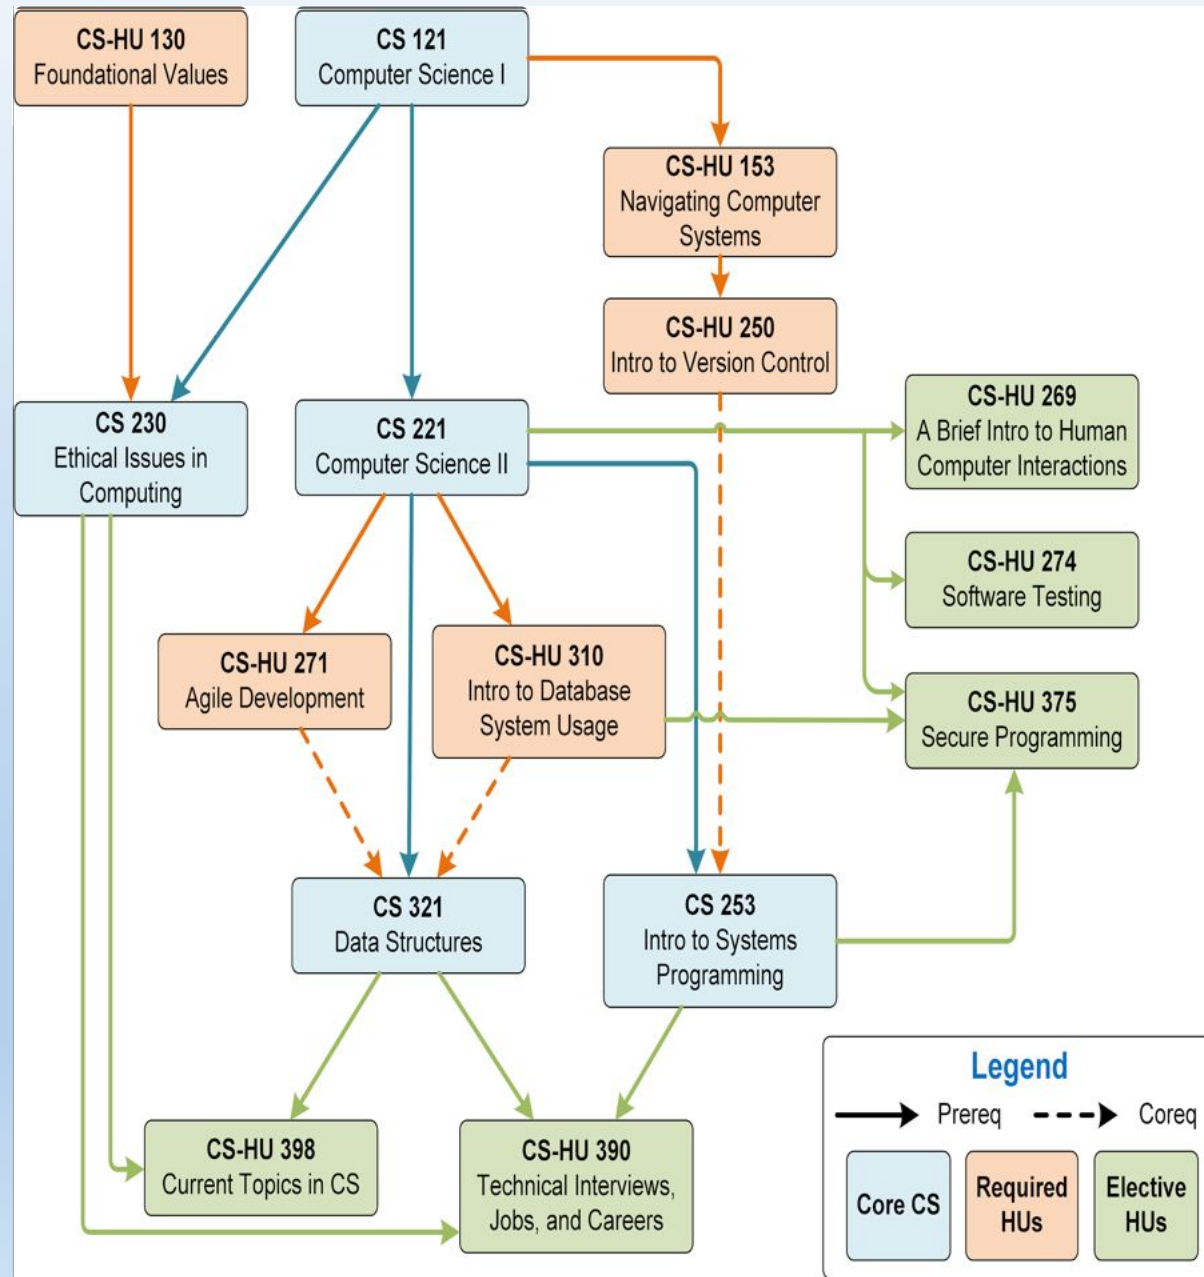 CS-HU 130
Foundational Values
CS 121
Computer Science I
CS-HU 153
Navigating Computer
Systems
CS-HU 250
Intro to Version Control
CS 230
Ethical Issues in
Computing
CS 221
Computer Science II
CS-HU 269
A Brief Intro to Human
Computer Interactions
CS-HU 274
Software Testing
CS-HU 271
Agile Development
CS-HU 310
Intro to Database
System Usage
CS-HU 375
Secure Programming
CS 321
Data Structures
CS 253
Intro to Systems
Programming
CS-HU 398
Current Topics in CS
CS-HU 390
Technical Interviews,
Jobs, and Careers
Legend
Prereq
Coreq
Core CS
Required
HUs
Elective
HUs